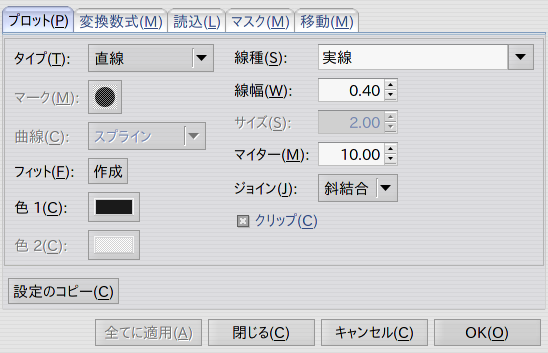 プロット(P) 変換数式(M) 読込(L) マスク(M) 移動(M)
タイプ(T): 直線 線種(S): 実線
マーク(M): 線幅(W): 0.40
曲線(C): スプライン サイズ(S): 2.00
フィット(F): 作成 マイター(M): 10.00
色 1(C): ジョイン(J): 斜結合
色 2(C): クリップ(C)
設定のコピー(C)
全てに適用(A) 閉じる(C) キャンセル(C) OK(O)